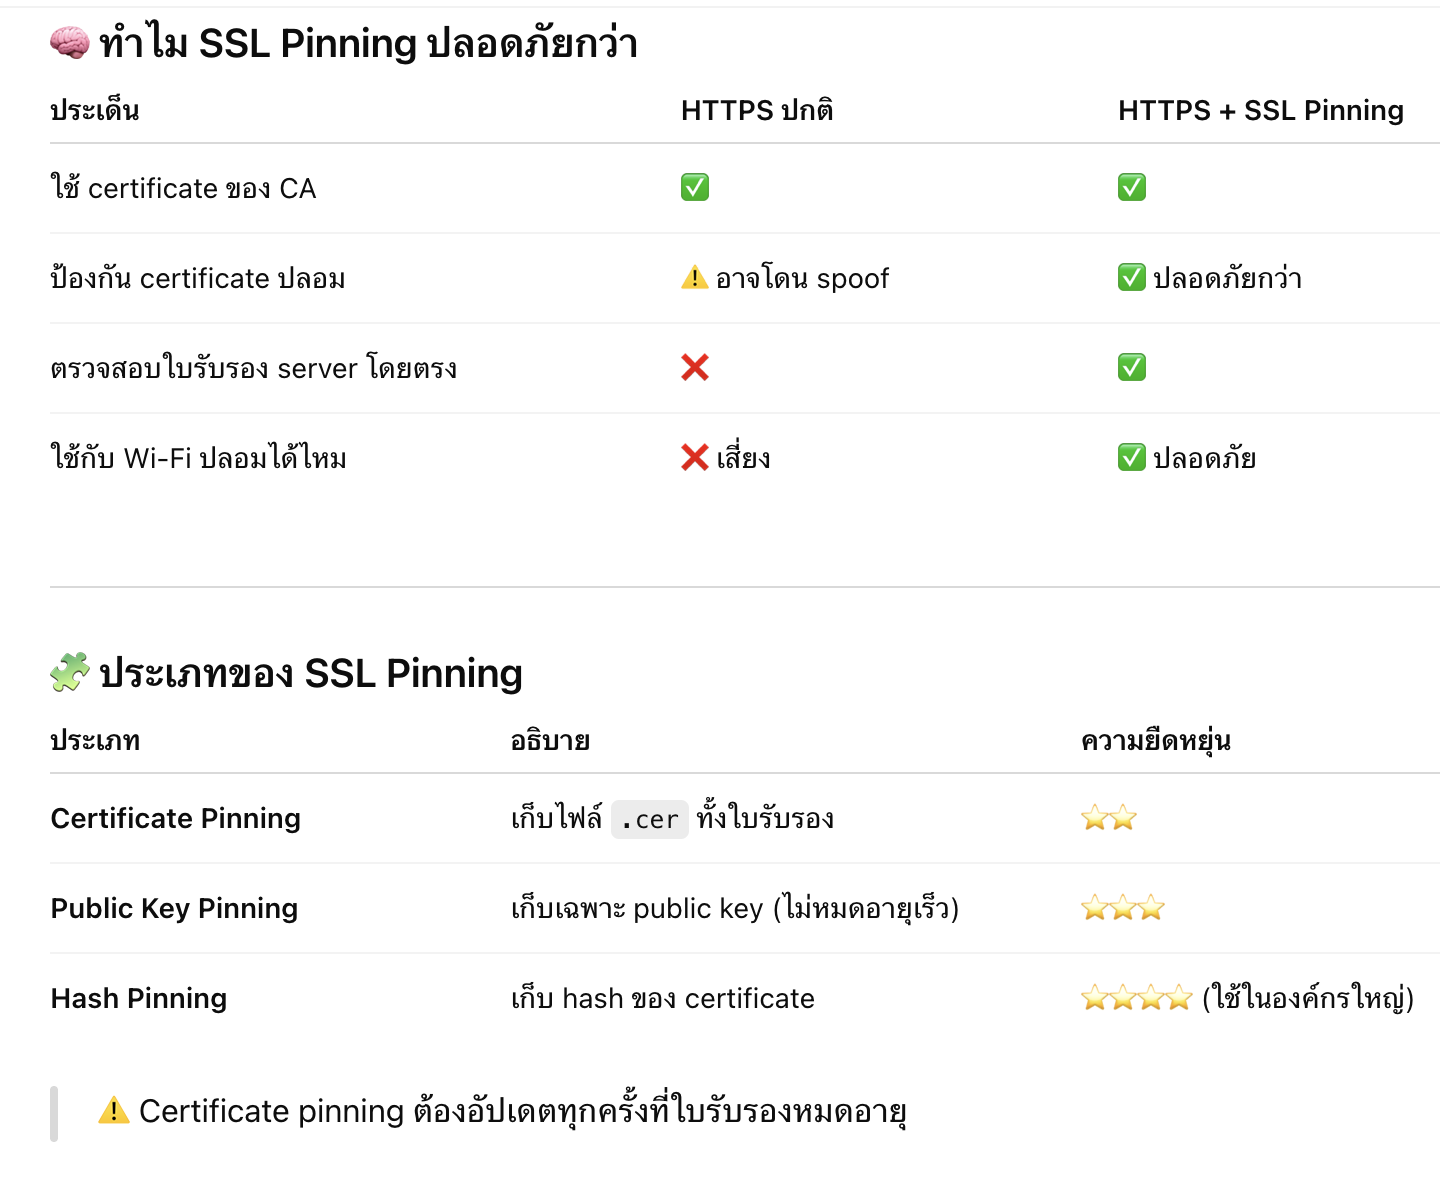 🧠 ทำไม SSL Pinning ปลอดภัยกว่า
ประเด็น HTTPS ปกติ HTTPS + SSL Pinning
ใช้ certificate ของ CA ✅ ✅
ป้องกัน certificate ปลอม ⚠️ อาจโดน spoof ✅ ปลอดภัยกว่า
ตรวจสอบใบรับรอง server โดยตรง ❌ ✅
ใช้กับ Wi-Fi ปลอมได้ไหม ❌ เสี่ยง ✅ ปลอดภัย
🧩 ประเภทของ SSL Pinning
ประเภท อธิบาย ความยืดหยุ่น
Certificate Pinning เก็บไฟล์ .cer ทั้งใบรับรอง ⭐⭐
Public Key Pinning เก็บเฉพาะ public key (ไม่หมดอายุเร็ว) ⭐⭐⭐
Hash Pinning เก็บ hash ของ certificate ⭐⭐⭐⭐ (ใช้ในองค์กรใหญ่)
⚠️ Certificate pinning ต้องอัปเดตทุกครั้งที่ใบรับรองหมดอายุ